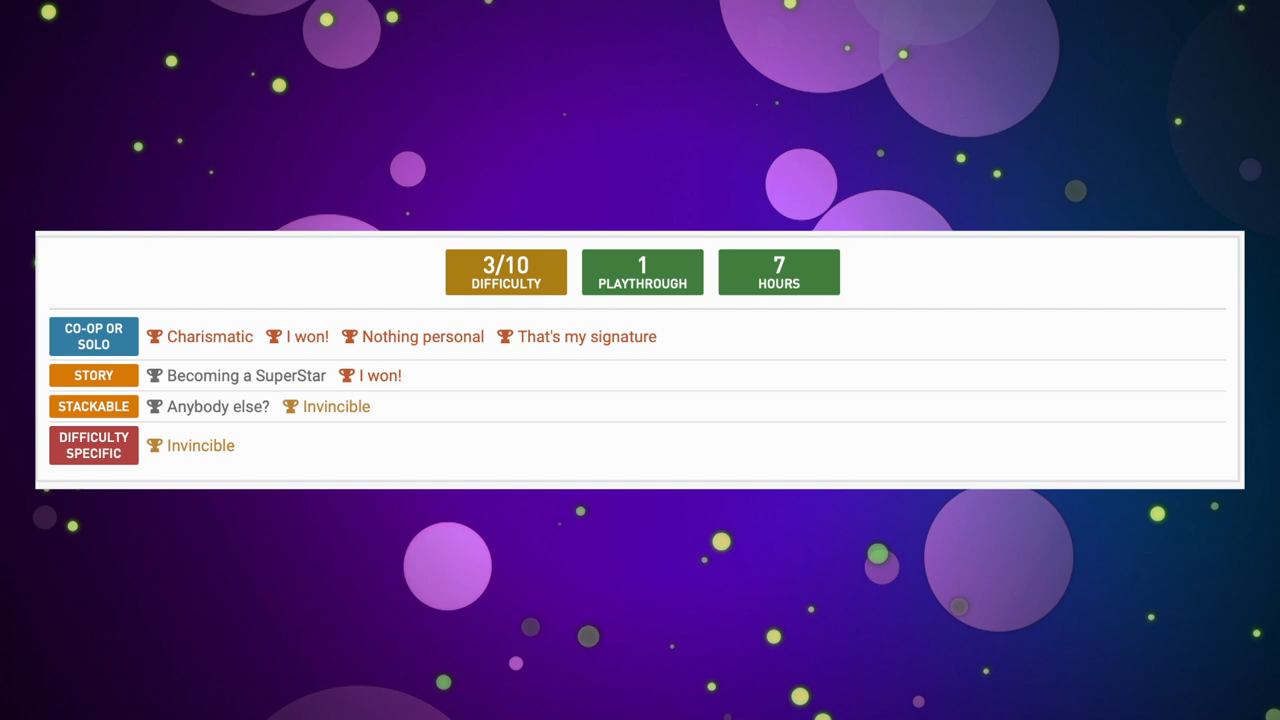 3/10 1 7
DIFFICULTY PLAYTHROUGH HOURS
CO-OP OR
SOLO
Charismatic I won! Nothing personal That's my signature
STORY Becoming a SuperStar I won!
STACKABLE Anybody else? Invincible
DIFFICULTY
SPECIFIC
Invincible